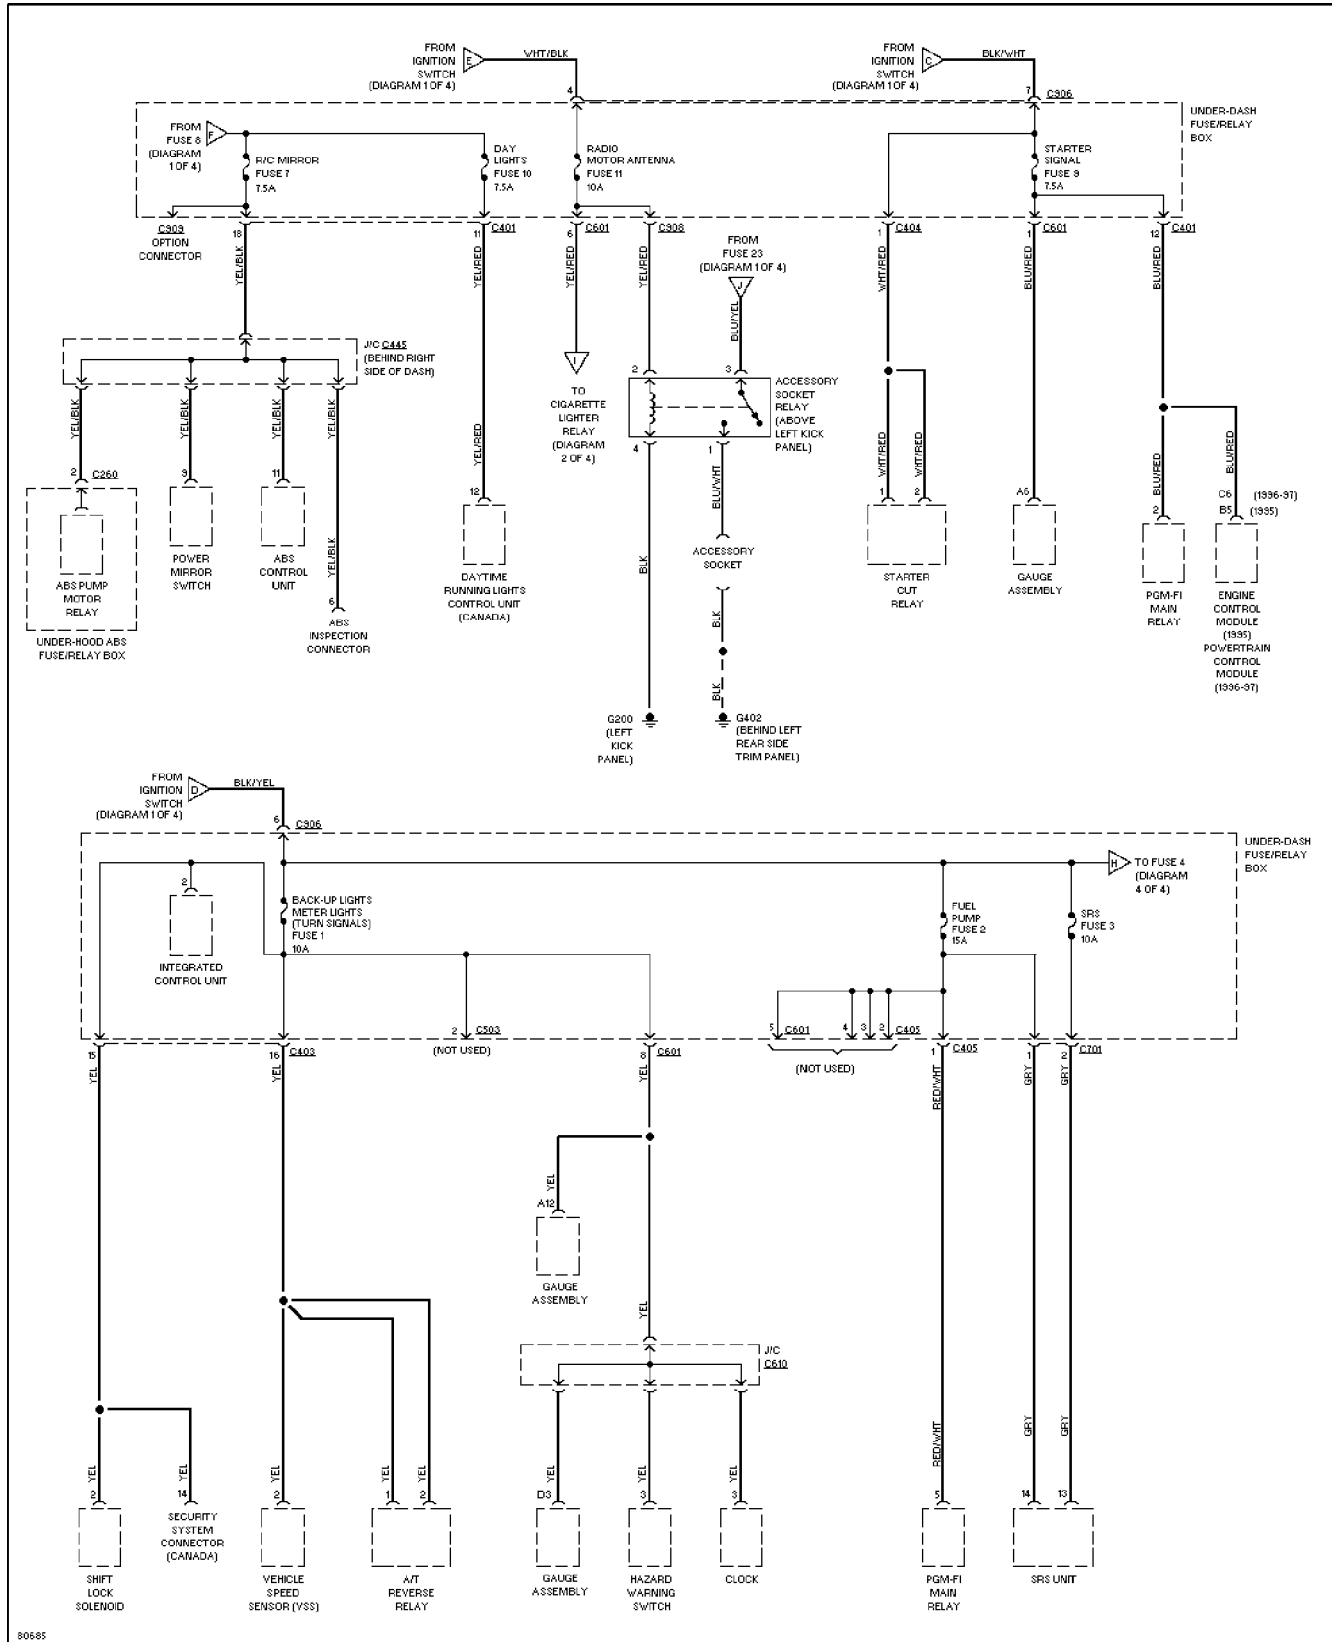 FROM
IGNITION
SWITCH
(DIAGRAM 1 OF 4)
E
WHT/BLK
4
FROM
IGNITION
SWITCH
(DIAGRAM 1 OF 4)
C
BLK/WHT
7
C906
UNDER-DASH
FUSE/RELAY
BOX
FROM
FUSE 8
(DIAGRAM
1 OF 4)
F
R/C MIRROR
FUSE 7
7.5A
DAY
LIGHTS
FUSE 10
7.5A
RADIO
MOTOR ANTENNA
FUSE 11
10A
STARTER
SIGNAL
FUSE 9
7.5A
C909
OPTION
CONNECTOR
18
11
C401
6
C601
C908
1
C404
1
C601
12
C401
YEL/BLK
YEL/RED
YEL/RED
YEL/RED
WHT/RED
BLU/RED
BLU/RED
FROM
FUSE 23
(DIAGRAM 1 OF 4)
J
BLU/YEL
J/C C445
(BEHIND RIGHT
SIDE OF DASH)
I
TO
CIGARETTE
LIGHTER
RELAY
(DIAGRAM
2 OF 4)
2
3
ACCESSORY
SOCKET
RELAY
(ABOVE
LEFT KICK
PANEL)
4
1
YEL/BLK
YEL/BLK
YEL/BLK
YEL/RED
BLU/WHT
WHT/RED
WHT/RED
BLU/RED
BLU/RED
2
C260
9
11
12
1
2
A6
2
C6
(1996-97)
B5
(1995)
ABS PUMP
MOTOR
RELAY
UNDER-HOOD ABS
FUSE/RELAY BOX
POWER
MIRROR
SWITCH
ABS
CONTROL
UNIT
YEL/BLK
6
ABS
INSPECTION
CONNECTOR
DAYTIME
RUNNING LIGHTS
CONTROL UNIT
(CANADA)
BLK
ACCESSORY
SOCKET
BLK
BLK
STARTER
CUT
RELAY
GAUGE
ASSEMBLY
PGM-FI
MAIN
RELAY
ENGINE
CONTROL
MODULE
(1995)
POWERTRAIN
CONTROL
MODULE
(1996-97)
G200
(LEFT
KICK
PANEL)
G402
(BEHIND LEFT
REAR SIDE
TRIM PANEL)
FROM
IGNITION
SWITCH
(DIAGRAM 1 OF 4)
D
BLK/YEL
6
C906
UNDER-DASH
FUSE/RELAY
BOX
H
TO FUSE 4
(DIAGRAM
4 OF 4)
2
INTEGRATED
CONTROL UNIT
BACK-UP LIGHTS
METER LIGHTS
(TURN SIGNALS)
FUSE 1
10A
FUEL
PUMP
FUSE 2
15A
SRS
FUSE 3
10A
2
C503
5
C601
4
3
2
C405
15
16
C403
(NOT USED)
8
C601
(NOT USED)
1
C405
1
2
C701
YEL
YEL
YEL
RED/WHT
GRY
GRY
YEL
A12
GAUGE
ASSEMBLY
YEL
J/C
C610
RED/WHT
GRY
GRY
YEL
YEL
YEL
YEL
YEL
YEL
YEL
YEL
2
14
2
1
2
D3
3
3
5
14
13
SHIFT
LOCK
SOLENOID
SECURITY
SYSTEM
CONNECTOR
(CANADA)
VEHICLE
SPEED
SENSOR (VSS)
A/T
REVERSE
RELAY
GAUGE
ASSEMBLY
HAZARD
WARNING
SWITCH
CLOCK
PGM-FI
MAIN
RELAY
SRS UNIT
80685